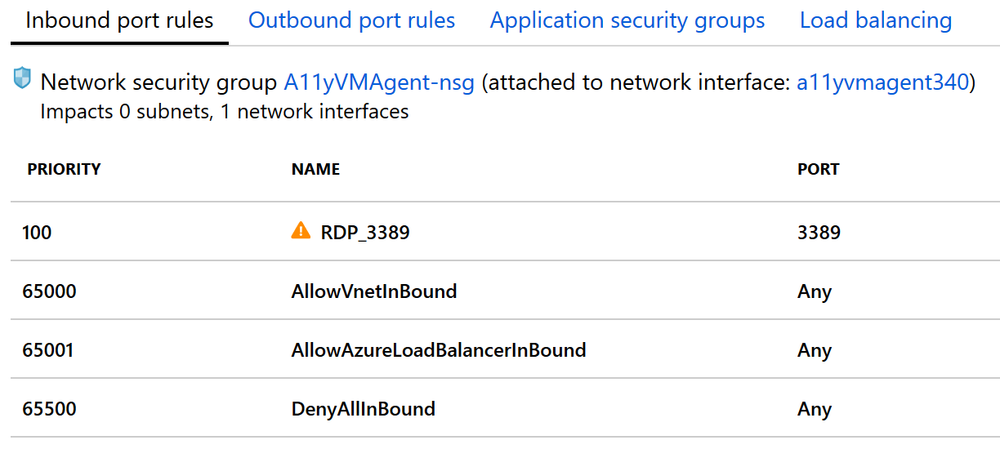 Inbound port rules Outbound port rules Application security groups Load balancing
Network security group A11yVMAgent-nsg (attached to network interface: a11yvmagent340)
Impacts 0 subnets, 1 network interfaces
PRIORITY NAME PORT
100 RDP_3389 3389
65000 AllowVnetInBound Any
65001 AllowAzureLoadBalancerInBound Any
65500 DenyAllInBound Any